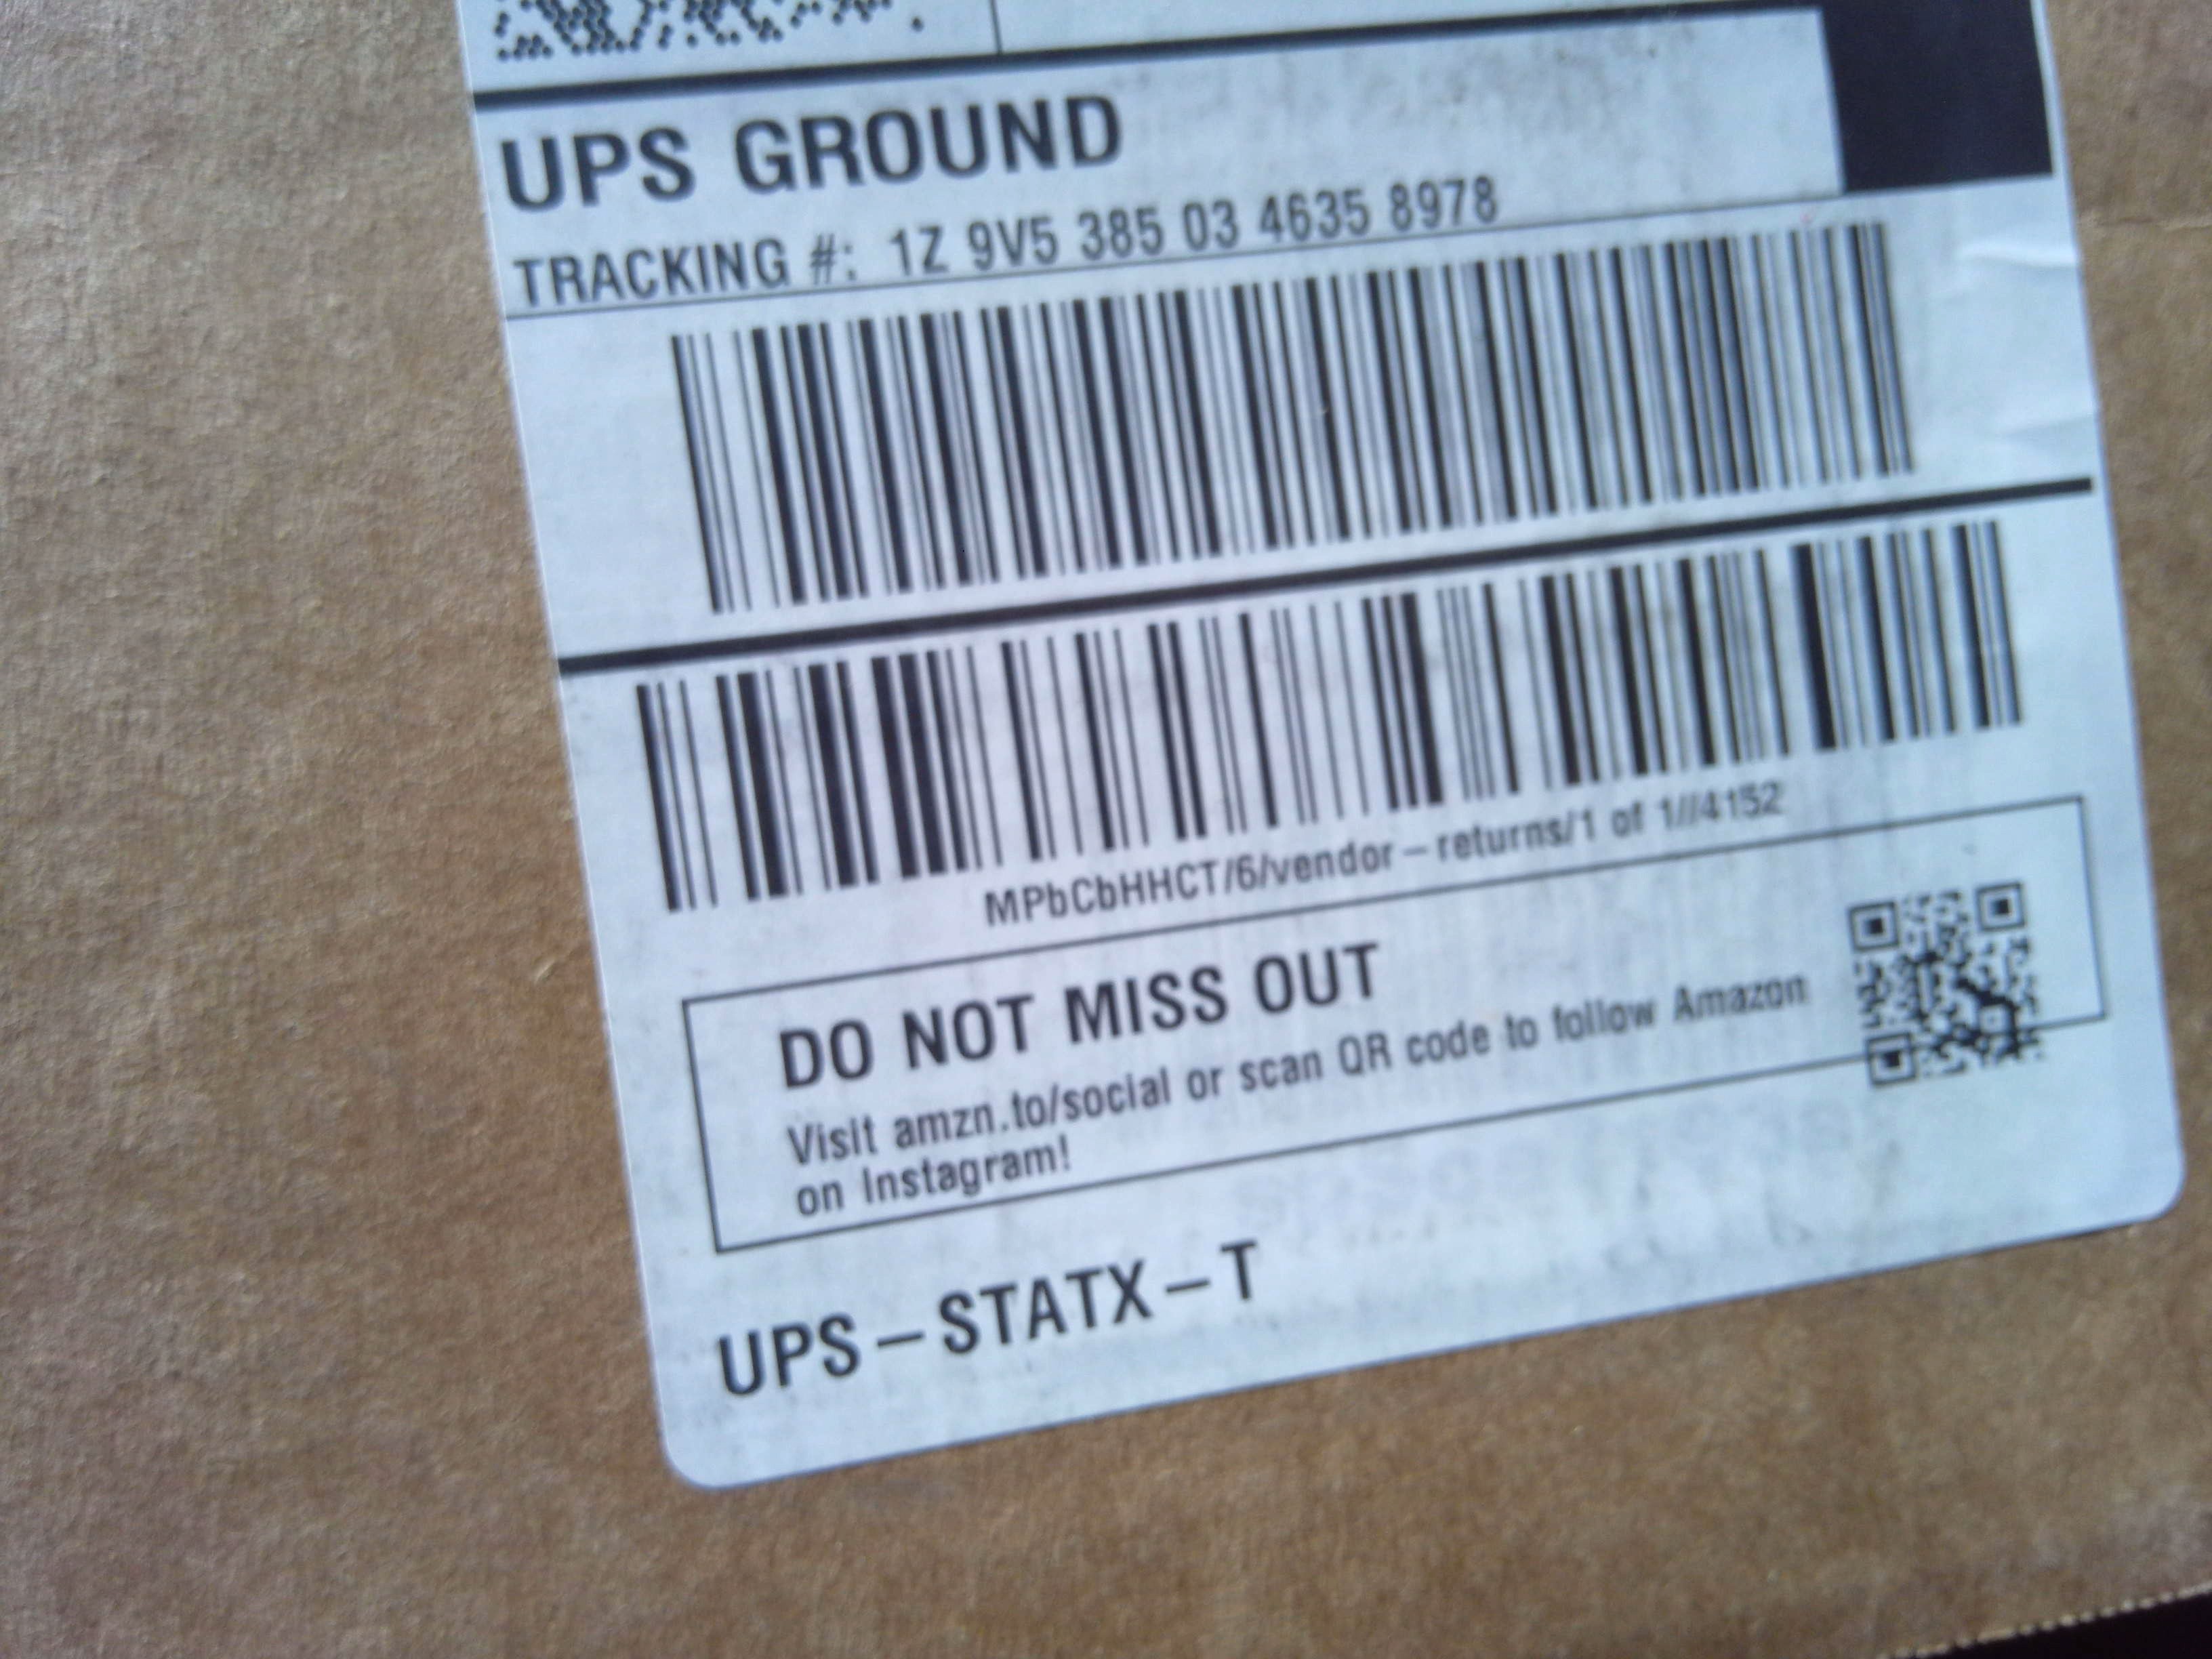 UPS GROUND
TRACKING #: 1Z 9V5 385 03 4635 8978
MPbCbHHCT/6/vendor-returns/1 of 1//4152
DO NOT MISS OUT
Visit amzn.to/social or scan QR code to follow Amazon
on Instagram!
UPS-STATX-T